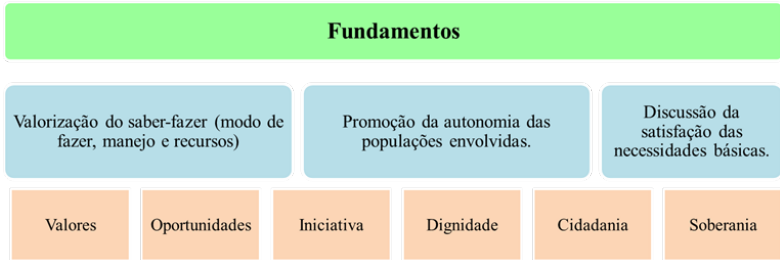 Fundamentos
Valorização do saber-fazer (modo de
fazer, manejo e recursos)
Promoção da autonomia das
populações envolvidas.
Discussão da
satisfação das
necessidades básicas.
Valores
Oportunidades
Iniciativa
Dignidade
Cidadania
Soberania